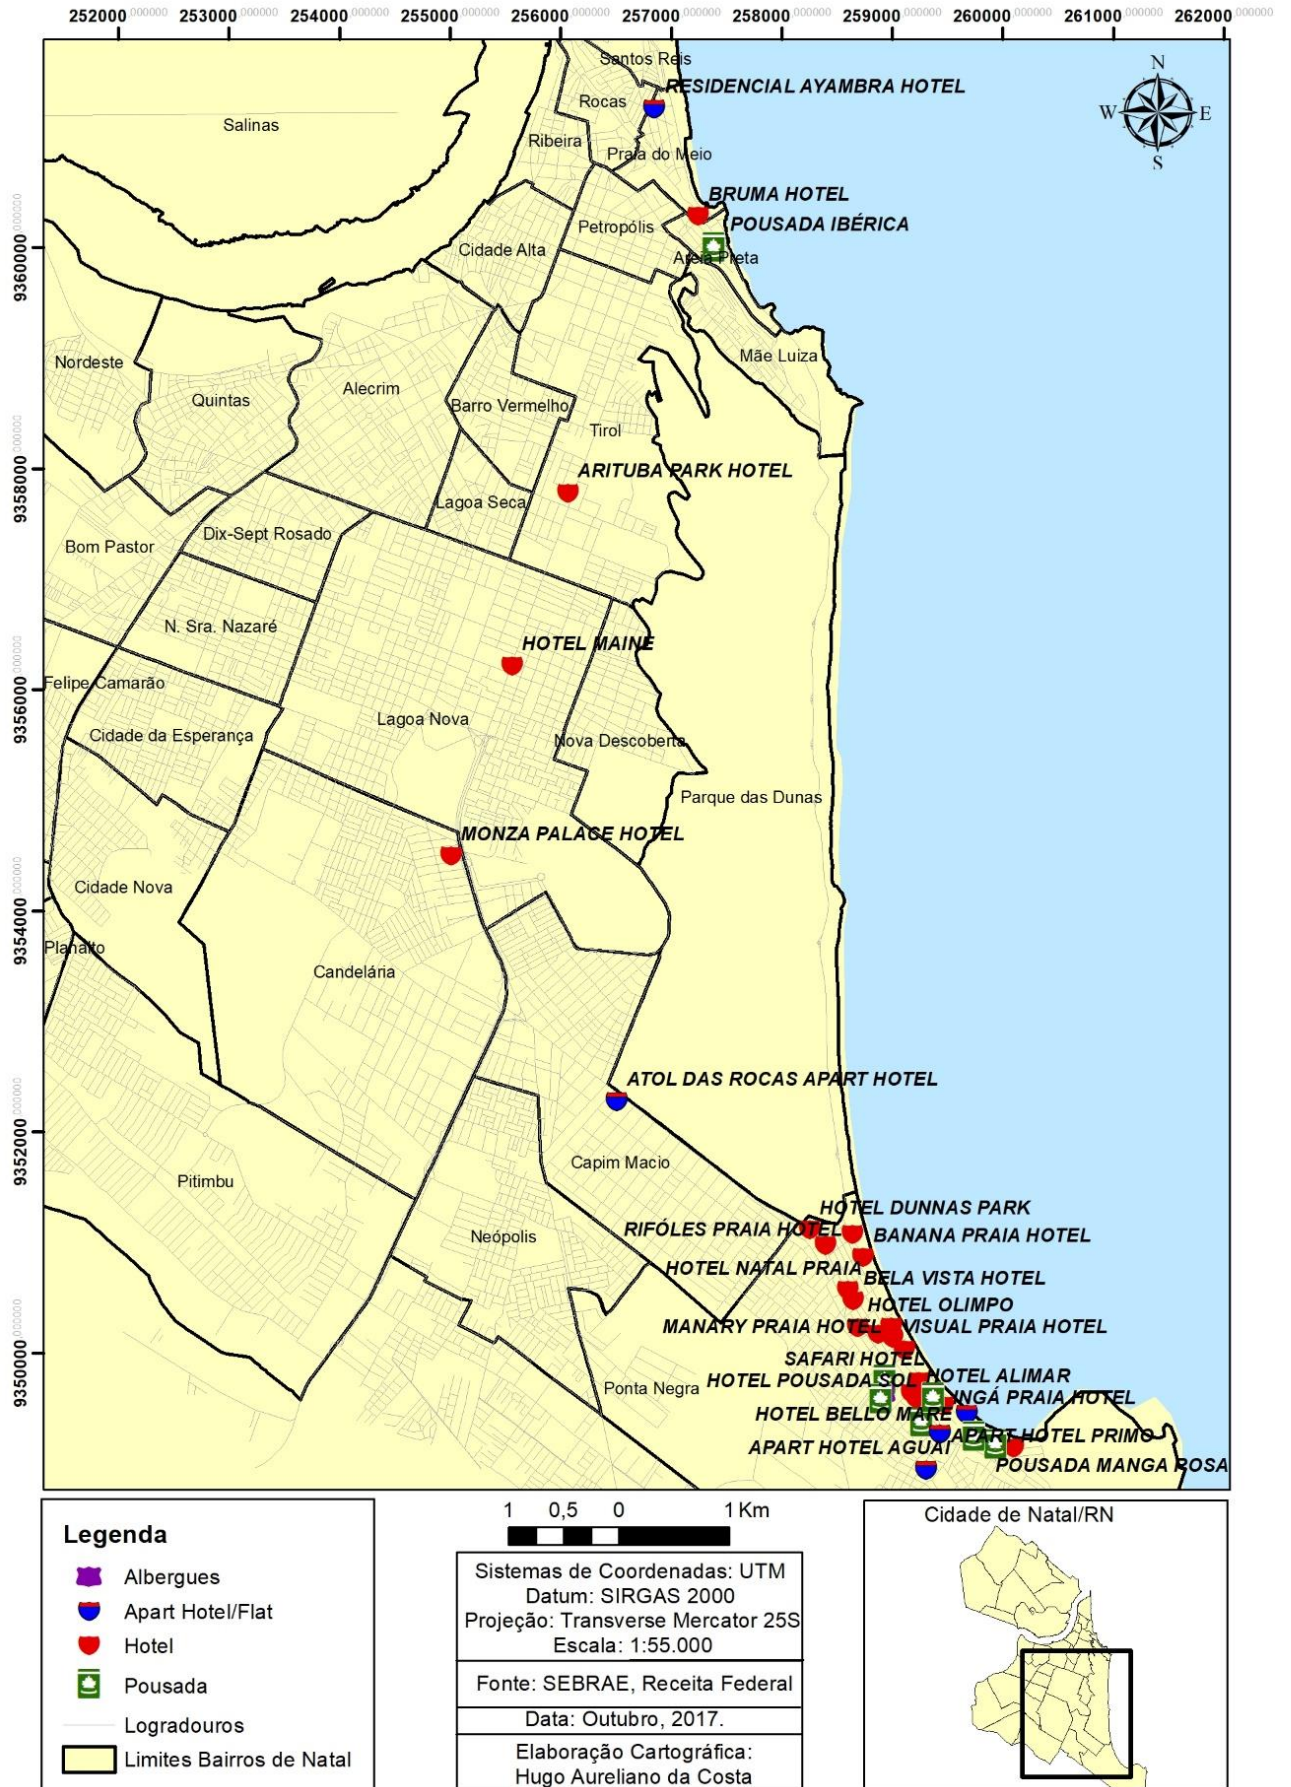 252000,000000 253000,000000 254000,000000 255000,000000 256000,000000 257000,000000 258000,000000 259000,000000 260000,000000 261000,000000 262000,000000
Santos Reis
RESIDENCIAL AYAMBRA HOTEL
Rocas
N
W E
S
Salinas
Ribeira
Praia do Meio
BRUMA HOTEL
POUSADA IBÉRICA
Petropólis
Cidade Alta
Areia Preta
9360000,000000
Mãe Luiza
Nordeste
Alecrim
Quintas
Barro Vermelho
Tirol
ARITUBA PARK HOTEL
9358000,000000
Lagoa Seca
Dix-Sept Rosado
Bom Pastor
N. Sra. Nazaré
HOTEL MAINE
Felipe Camarão
9356000,000000
Lagoa Nova
Cidade da Esperança
Nova Descoberta
Parque das Dunas
MONZA PALACE HOTEL
Cidade Nova
9354000,000000
Planalto
Candelária
ATOL DAS ROCAS APART HOTEL
9352000,000000
Capim Macio
Pitimbu
HOTEL DUNNAS PARK
RIFÓLES PRAIA HOTEL
BANANA PRAIA HOTEL
Neópolis
HOTEL NATAL PRAIA
BELA VISTA HOTEL
HOTEL OLIMPO
MANARY PRAIA HOTEL
VISUAL PRAIA HOTEL
9350000,000000
SAFARI HOTEL
HOTEL POUSADA SOL
HOTEL ALIMAR
Ponta Negra
INGÁ PRAIA HOTEL
HOTEL BELLO MARE
APART HOTEL PRIMO
APART HOTEL AGUAI
POUSADA MANGA ROSA
Legenda
Albergues
Apart Hotel/Flat
Hotel
Pousada
Logradouros
Limites Bairros de Natal
1 0,5 0 1 Km
Sistemas de Coordenadas: UTM
Datum: SIRGAS 2000
Projeção: Transverse Mercator 25S
Escala: 1:55.000
Fonte: SEBRAE, Receita Federal
Data: Outubro, 2017.
Elaboração Cartográfica:
Hugo Aureliano da Costa
Cidade de Natal/RN